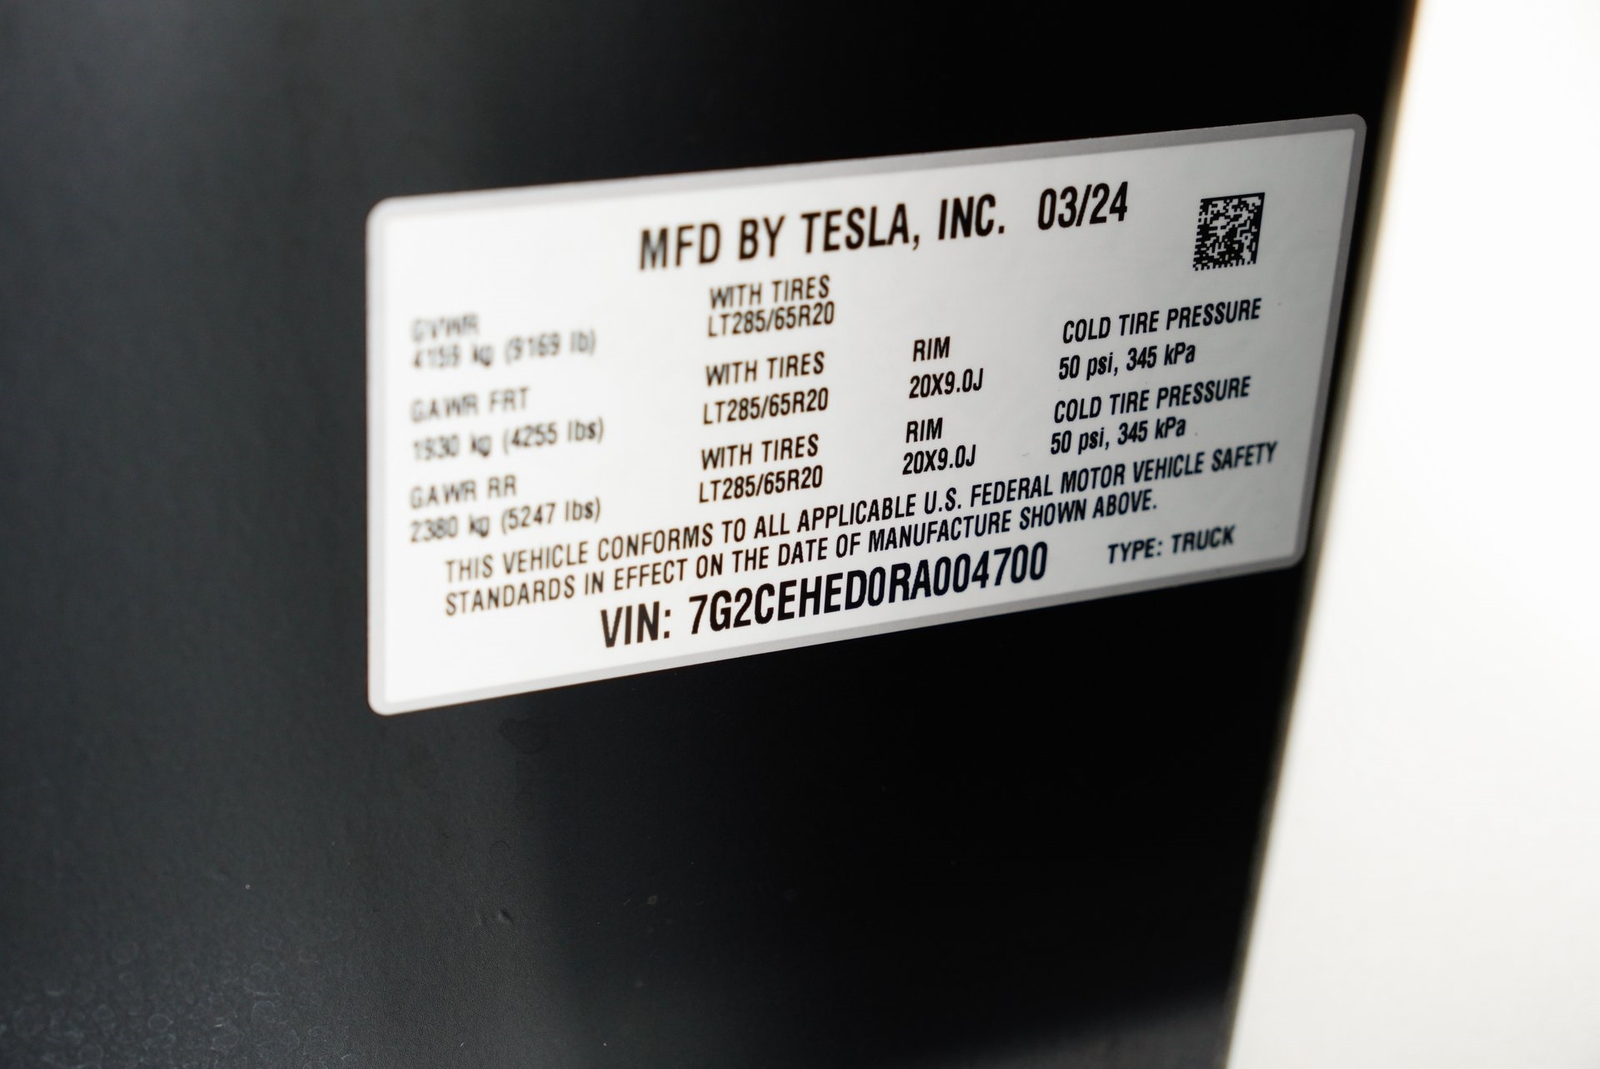 MFD BY TESLA, INC. 03/24
GVWR
4159 kg (9169 lb)
WITH TIRES
LT285/65R20
GAWR FRT
1930 kg (4255 lbs)
WITH TIRES
LT285/65R20
RIM
20X9.0J
COLD TIRE PRESSURE
50 psi, 345 kPa
GAWR RR
2380 kg (5247 lbs)
WITH TIRES
LT285/65R20
RIM
20X9.0J
COLD TIRE PRESSURE
50 psi, 345 kPa
THIS VEHICLE CONFORMS TO ALL APPLICABLE U.S. FEDERAL MOTOR VEHICLE SAFETY
STANDARDS IN EFFECT ON THE DATE OF MANUFACTURE SHOWN ABOVE.
VIN: 7G2CEHED0RA004700
TYPE: TRUCK